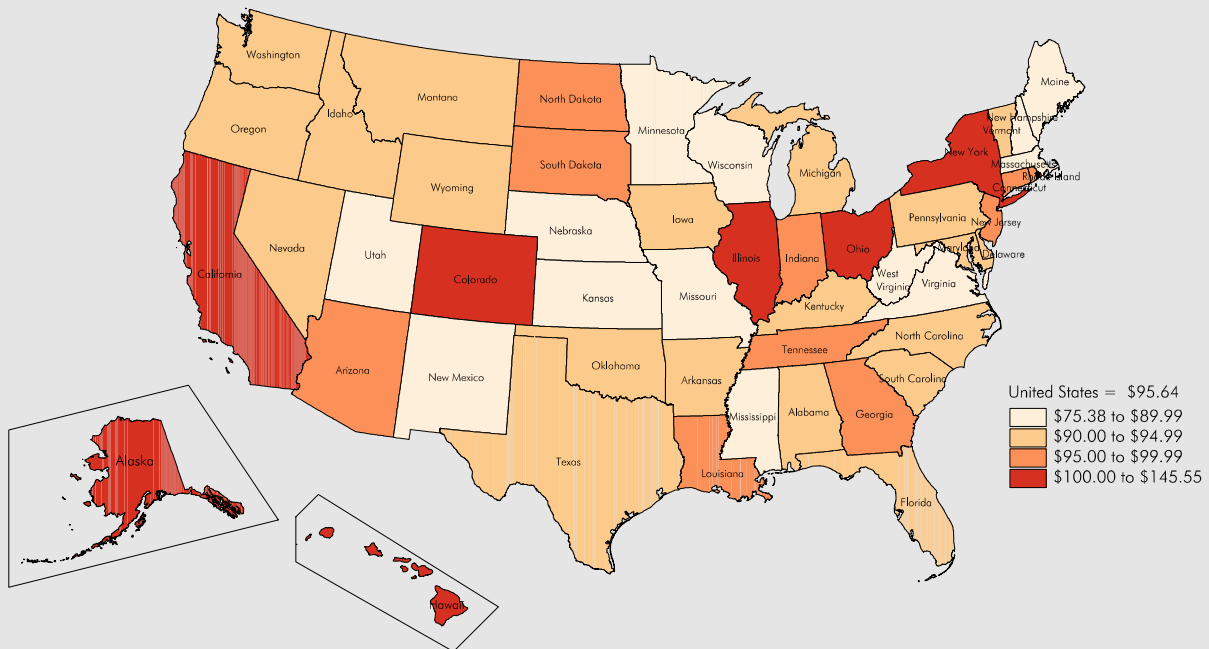 Washington
Maine
Montana
North Dakota
Idaho
New Hampshire
Oregon
Minnesota
Vermont
New York
South Dakota
Wisconsin
Massachusetts
Michigan
Rhode Island
Wyoming
Connecticut
Iowa
Pennsylvania
New Jersey
Nebraska
Nevada
Maryland
Ohio
Utah
Delaware
Illinois
Indiana
California
West
Virginia
Colorado
Virginia
Missouri
Kansas
Kentucky
North Carolina
Tennessee
Oklahoma
Arizona
New Mexico
Arkansas
South Carolina
United States = $95.64
Mississippi
Alabama
Georgia
$75.38 to $89.99
$90.00 to $94.99
Alaska
Texas
$95.00 to $99.99
Louisiana
$100.00 to $145.55
Florida
Hawaii